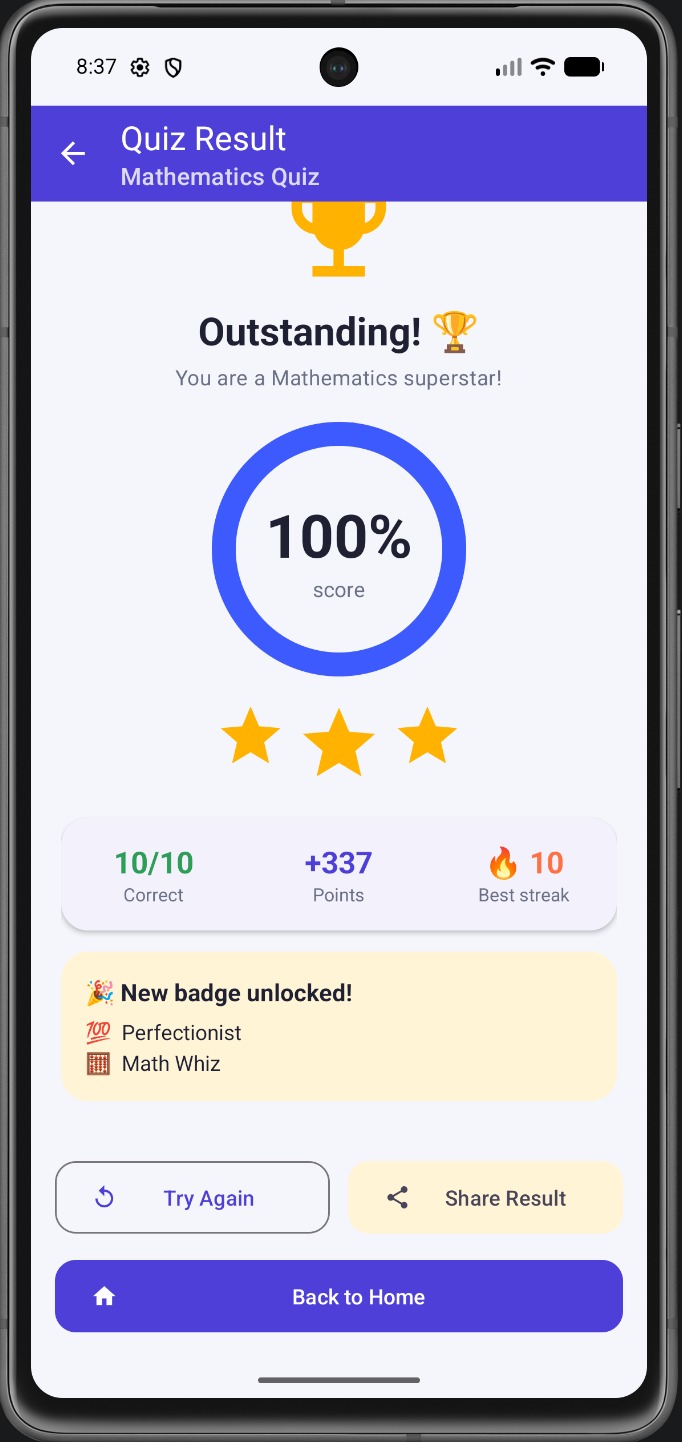 8:37
Quiz Result
Mathematics Quiz
Outstanding! 🏆
You are a Mathematics superstar!
100%
score
10/10 +337 🔥 10
Correct Points Best streak
🎉 New badge unlocked!
💯 Perfectionist
🧮 Math Whiz
Try Again Share Result
Back to Home